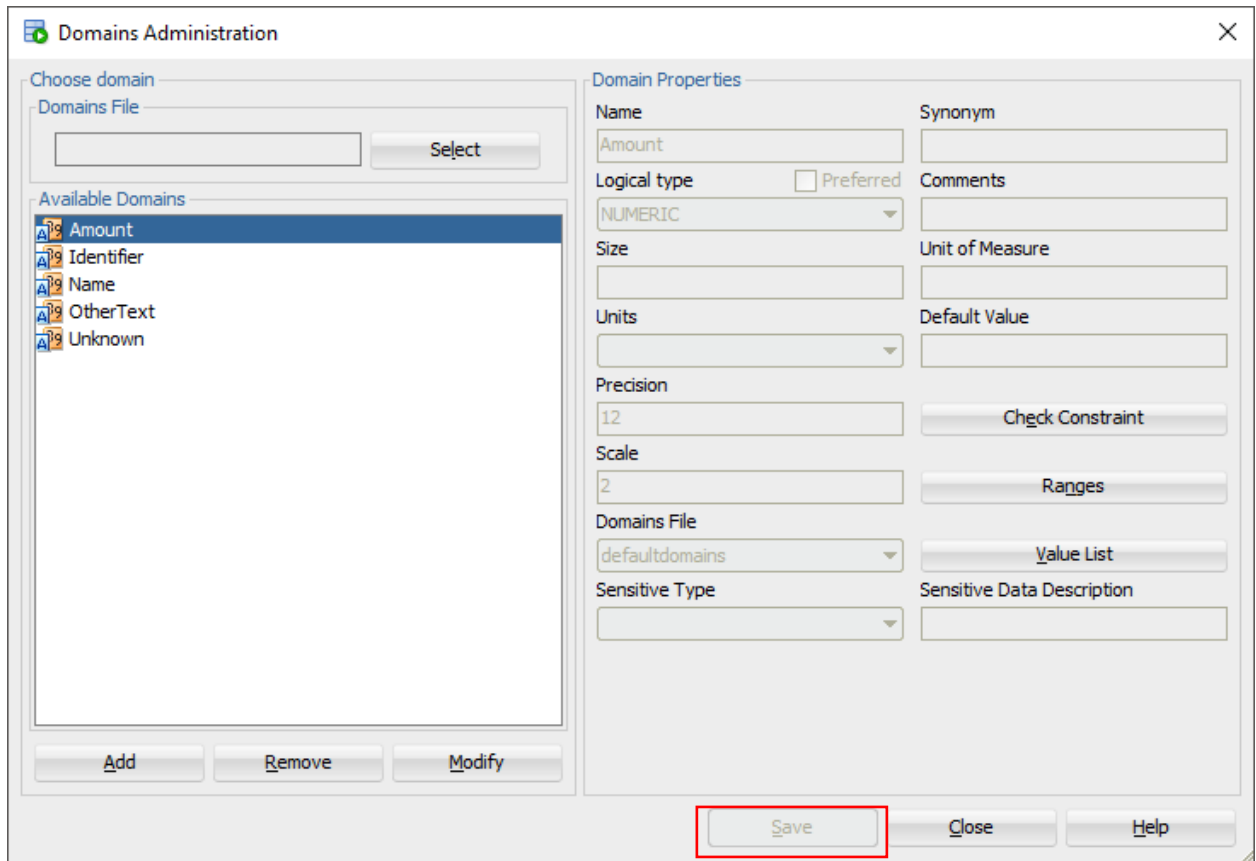 Domains Administration
Choose domain
Domains File
Select
Available Domains
Amount
Identifier
Name
OtherText
Unknown
Add Remove Modify
Domain Properties
Name Synonym
Amount
Logical type Preferred Comments
NUMERIC
Size Unit of Measure
Units Default Value
Precision
12 Check Constraint
Scale
2 Ranges
Domains File
defaultdomains Value List
Sensitive Type Sensitive Data Description
Save Close Help